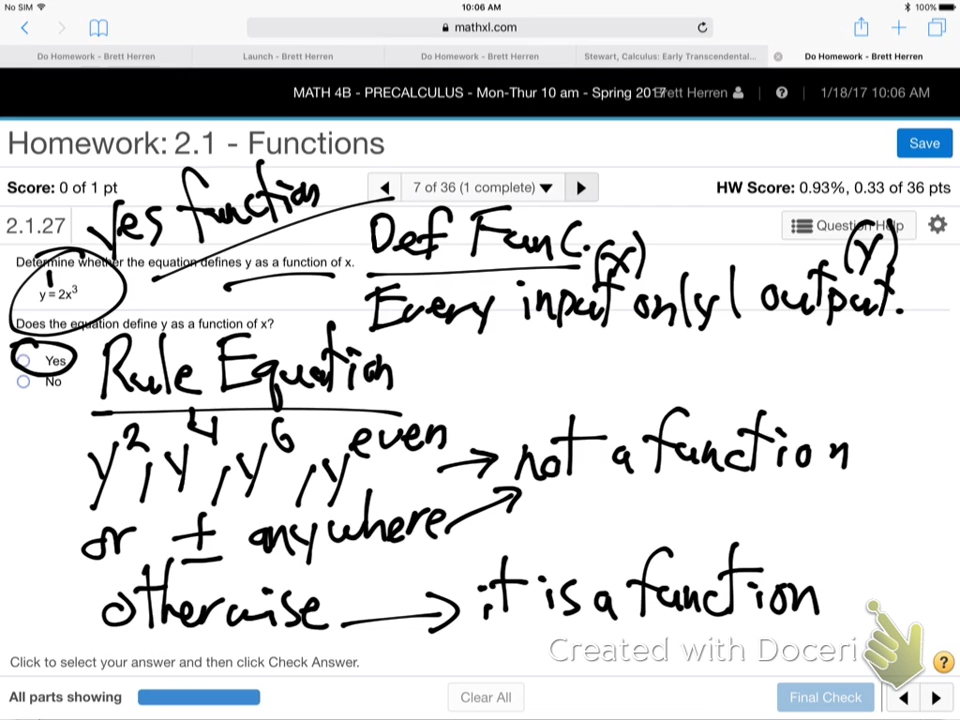 No SIM 10:06 AM 100%
mathxl.com
Do Homework - Brett Herren Launch - Brett Herren Do Homework - Brett Herren Stewart, Calculus: Early Transcendental... Do Homework - Brett Herren
MATH 4B - PRECALCULUS - Mon-Thur 10 am - Spring 2017 Brett Herren ? 1/18/17 10:06 AM
Homework: 2.1 - Functions Save
Score: 0 of 1 pt 7 of 36 (1 complete) HW Score: 0.93%, 0.33 of 36 pts
yes function
2.1.27 Question Help
Def Func.
(x) (y)
Determine whether the equation defines y as a function of x.
1
y = 2x³
Every input only 1 output.
Does the equation define y as a function of x?
Yes
No
Rule Equation
y², y⁴, y⁶, y^even → not a function
or ± anywhere
otherwise → it is a function
Created with Doceri
Click to select your answer and then click Check Answer. ?
All parts showing Clear All Final Check